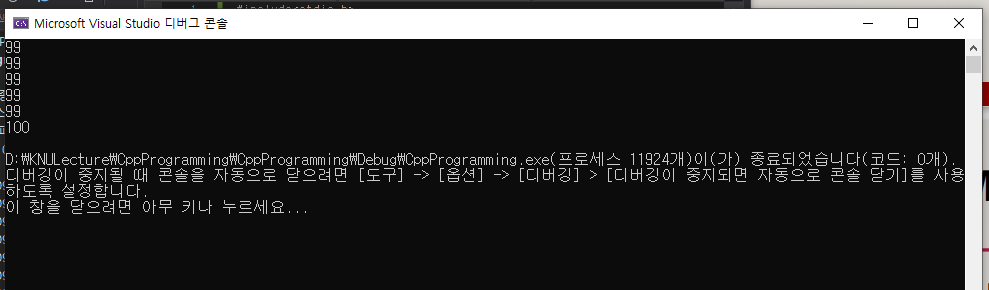 #include<stdio.h>
Microsoft Visual Studio 디버그 콘솔
99
99
99
99
99
100
D:\KNULecture\CppProgramming\CppProgramming\Debug\CppProgramming.exe(프로세스 11924개)이(가) 종료되었습니다(코드: 0개).
디버깅이 중지될 때 콘솔을 자동으로 닫으려면 [도구] -> [옵션] -> [디버깅] > [디버깅이 중지되면 자동으로 콘솔 닫기]를 사용
하도록 설정합니다.
이 창을 닫으려면 아무 키나 누르세요...